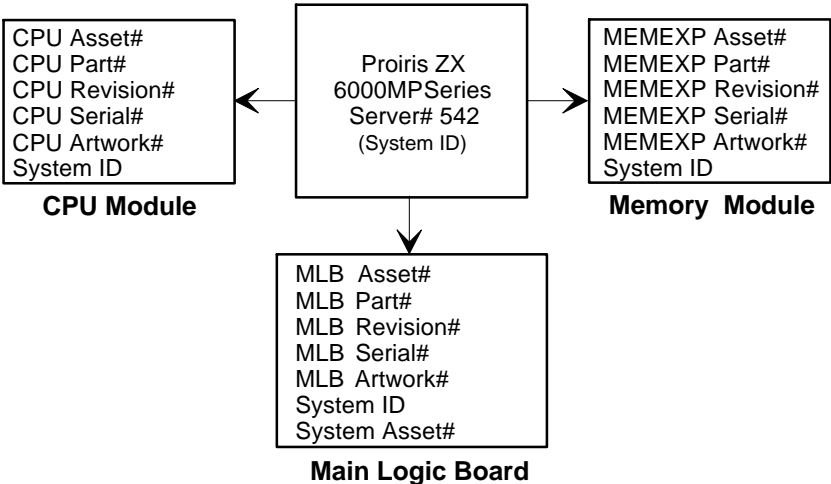 CPU Asset#
CPU Part#
CPU Revision#
CPU Serial#
CPU Artwork#
System ID
CPU Module
Proiris ZX
6000MPSeries
Server# 542
(System ID)
MEMEXP Asset#
MEMEXP Part#
MEMEXP Revision#
MEMEXP Serial#
MEMEXP Artwork#
System ID
Memory Module
MLB Asset#
MLB Part#
MLB Revision#
MLB Serial#
MLB Artwork#
System ID
System Asset#
Main Logic Board